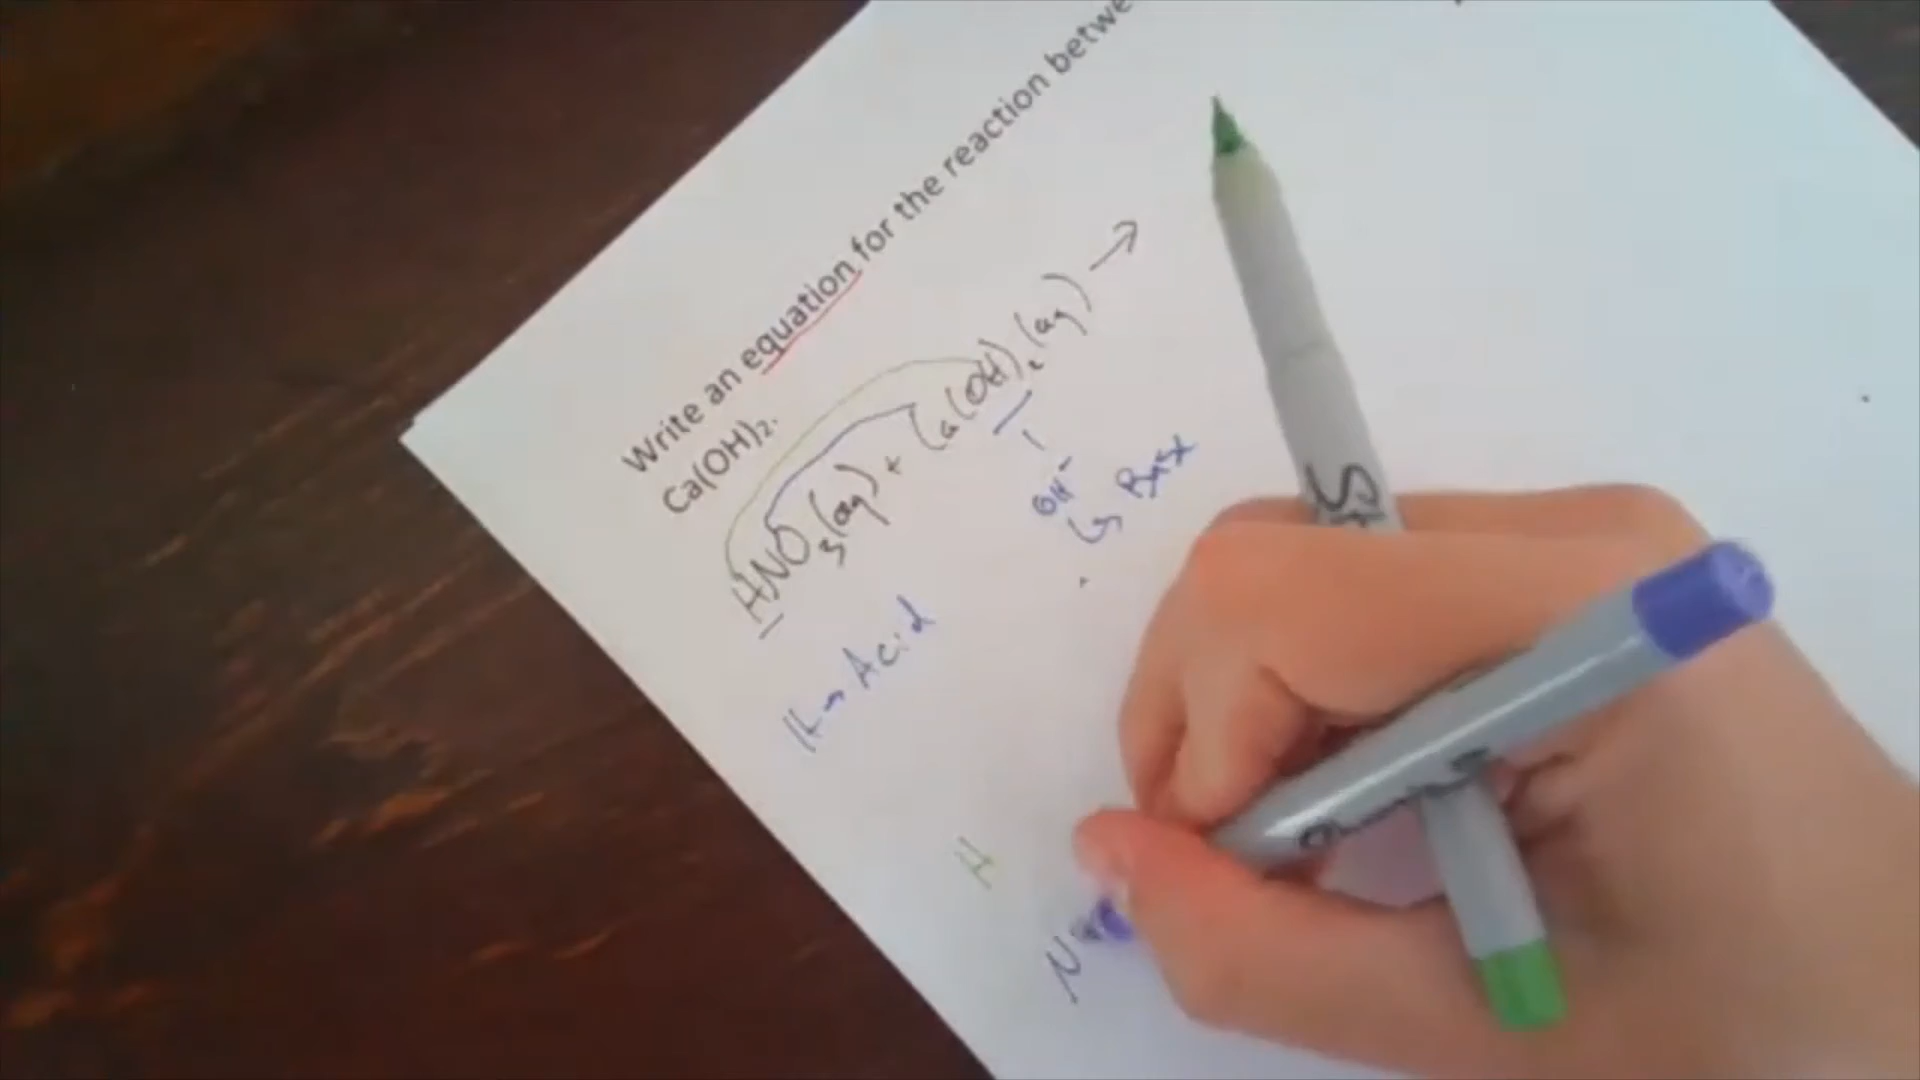 Write an equation for the reaction betwe
Ca(OH)₂.
HNO₃(aq) + Ca(OH)₂(aq) →
OH⁻
↳ Base
H → Acid
H
N